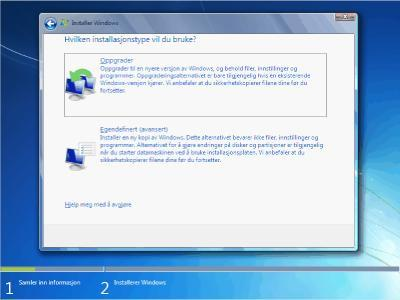 Installer Windows
Hvilken installasjonstype vil du bruke?
Oppgrader
Oppgrader til en nyere versjon av Windows, og behold filer, innstillinger og
programmer. Oppgraderingsalternativet er bare tilgjengelig hvis en eksisterende
Windows-versjon kjører. Vi anbefaler at du sikkerhetskopierer filene dine før du
fortsetter.
Egendefinert (avansert)
Installer en ny kopi av Windows. Dette alternativet bevarer ikke filer, innstillinger og
programmer. Alternativet for å gjøre endringer på disker og partisjoner er tilgjengelig
når du starter datamaskinen ved å bruke installasjonsplaten. Vi anbefaler at du
sikkerhetskopierer filene dine før du fortsetter.
Hjelp meg med å avgjøre
1 Samler inn informasjon
2 Installerer Windows